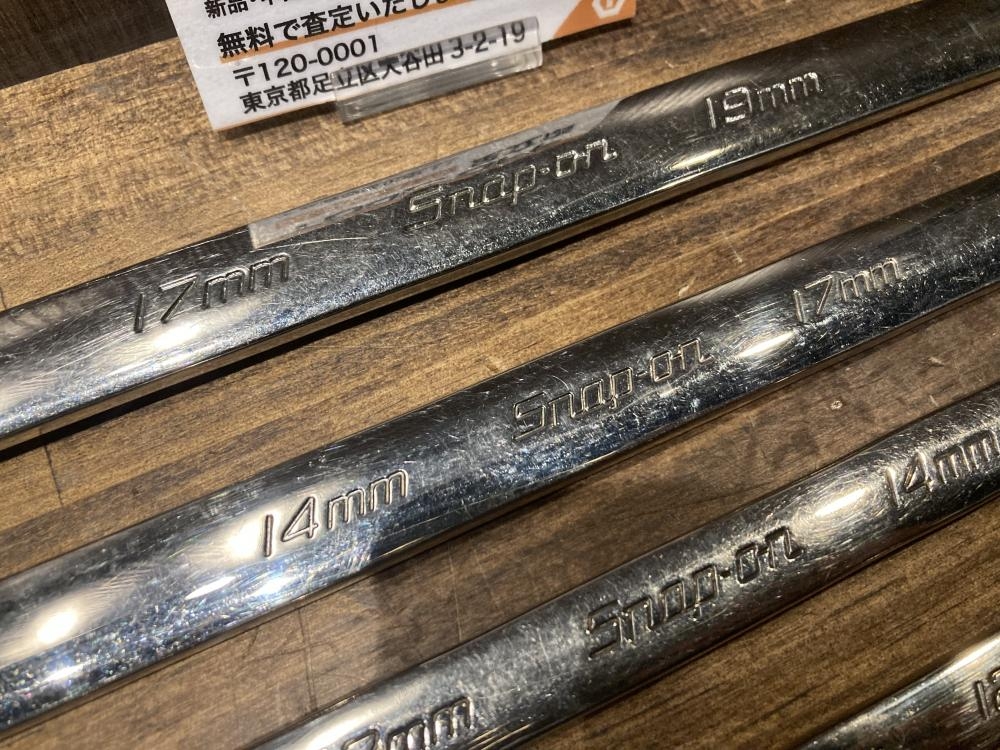 無料で査定いたし
〒120-0001
東京都足立区大谷田 3-2-19
17mm Snap-on 19mm
14mm Snap-on 17mm
mm Snap-on 14mm